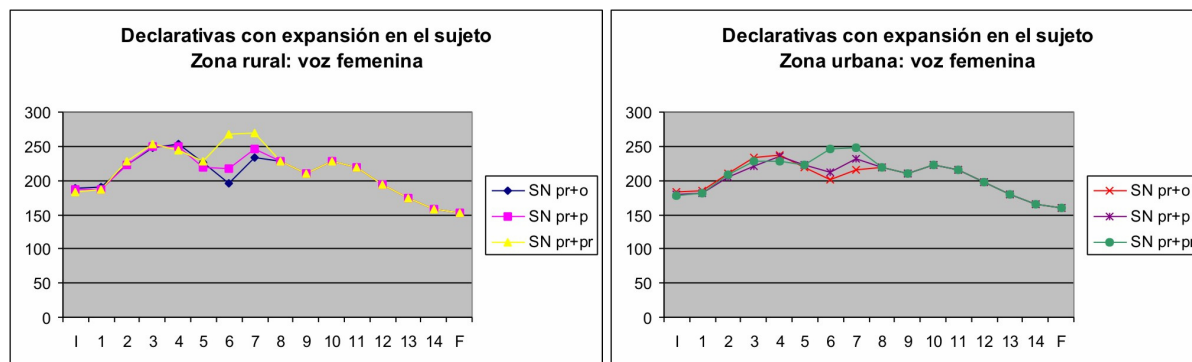 Declarativas con expansión en el sujeto
Zona rural: voz femenina
300
250
200
150
100
50
0
I 1 2 3 4 5 6 7 8 9 10 11 12 13 14 F
SN pr+o
SN pr+p
SN pr+pr
Declarativas con expansión en el sujeto
Zona urbana: voz femenina
300
250
200
150
100
50
0
I 1 2 3 4 5 6 7 8 9 10 11 12 13 14 F
SN pr+o
SN pr+p
SN pr+pr